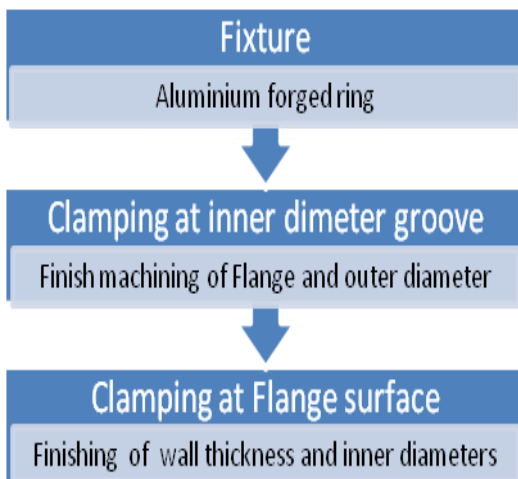 Fixture
Aluminium forged ring
Clamping at inner dimeter groove
Finish machining of Flange and outer diameter
Clamping at Flange surface
Finishing of wall thickness and inner diameters